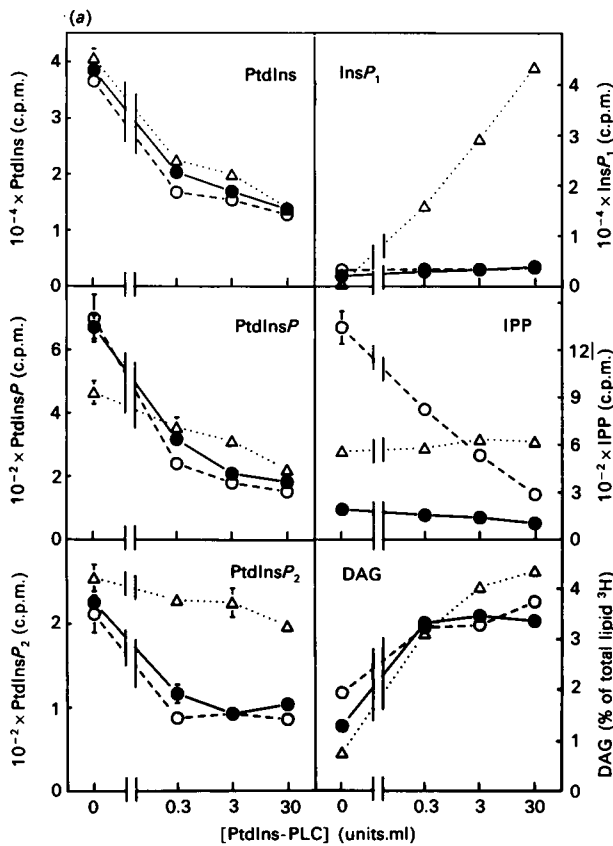 (a)
PtdIns
InsP1
4
3
2
1
0
10⁻⁴ × PtdIns (c.p.m.)
4
3
2
1
0
10⁻⁴ × InsP1 (c.p.m.)
PtdInsP
IPP
6
4
2
0
10⁻² × PtdInsP (c.p.m.)
12
9
6
3
0
10⁻² × IPP (c.p.m.)
PtdInsP2
DAG
2
1
0
10⁻² × PtdInsP2 (c.p.m.)
4
3
2
1
0
DAG (% of total lipid ³H)
0 0.3 3 30 0 0.3 3 30
[PtdIns-PLC] (units.ml)